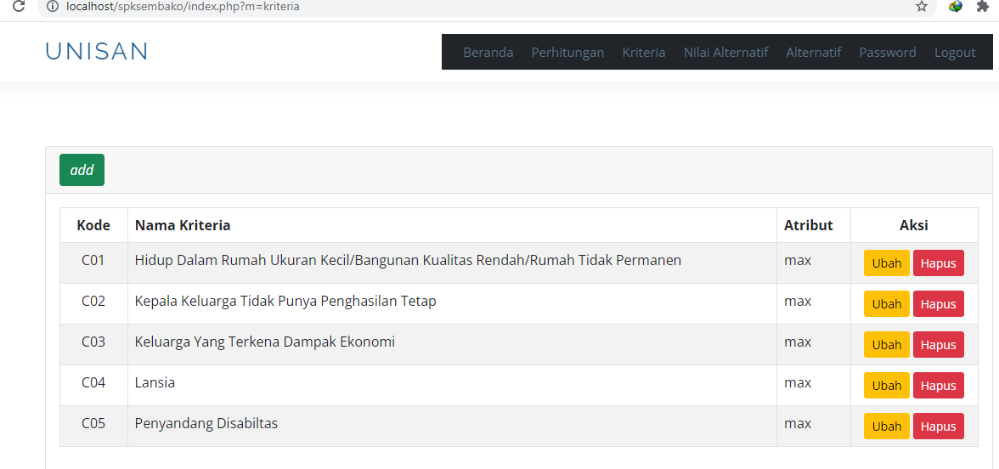 localhost/spksembako/index.php?m=kriteria
UNISAN
Beranda Perhitungan Kriteria Nilai Alternatif Alternatif Password Logout
add
Kode Nama Kriteria Atribut Aksi
C01 Hidup Dalam Rumah Ukuran Kecil/Bangunan Kualitas Rendah/Rumah Tidak Permanen max Ubah Hapus
C02 Kepala Keluarga Tidak Punya Penghasilan Tetap max Ubah Hapus
C03 Keluarga Yang Terkena Dampak Ekonomi max Ubah Hapus
C04 Lansia max Ubah Hapus
C05 Penyandang Disabiltas max Ubah Hapus